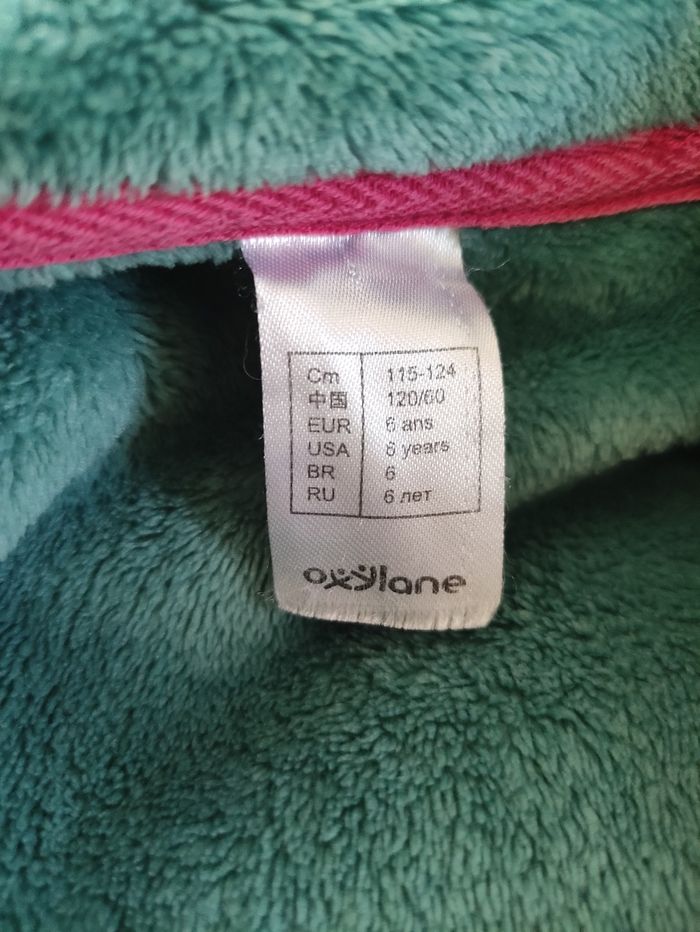 Cm 115-124
中国 120/60
EUR 6 ans
USA 6 years
BR 6
RU 6 лет
oxylane